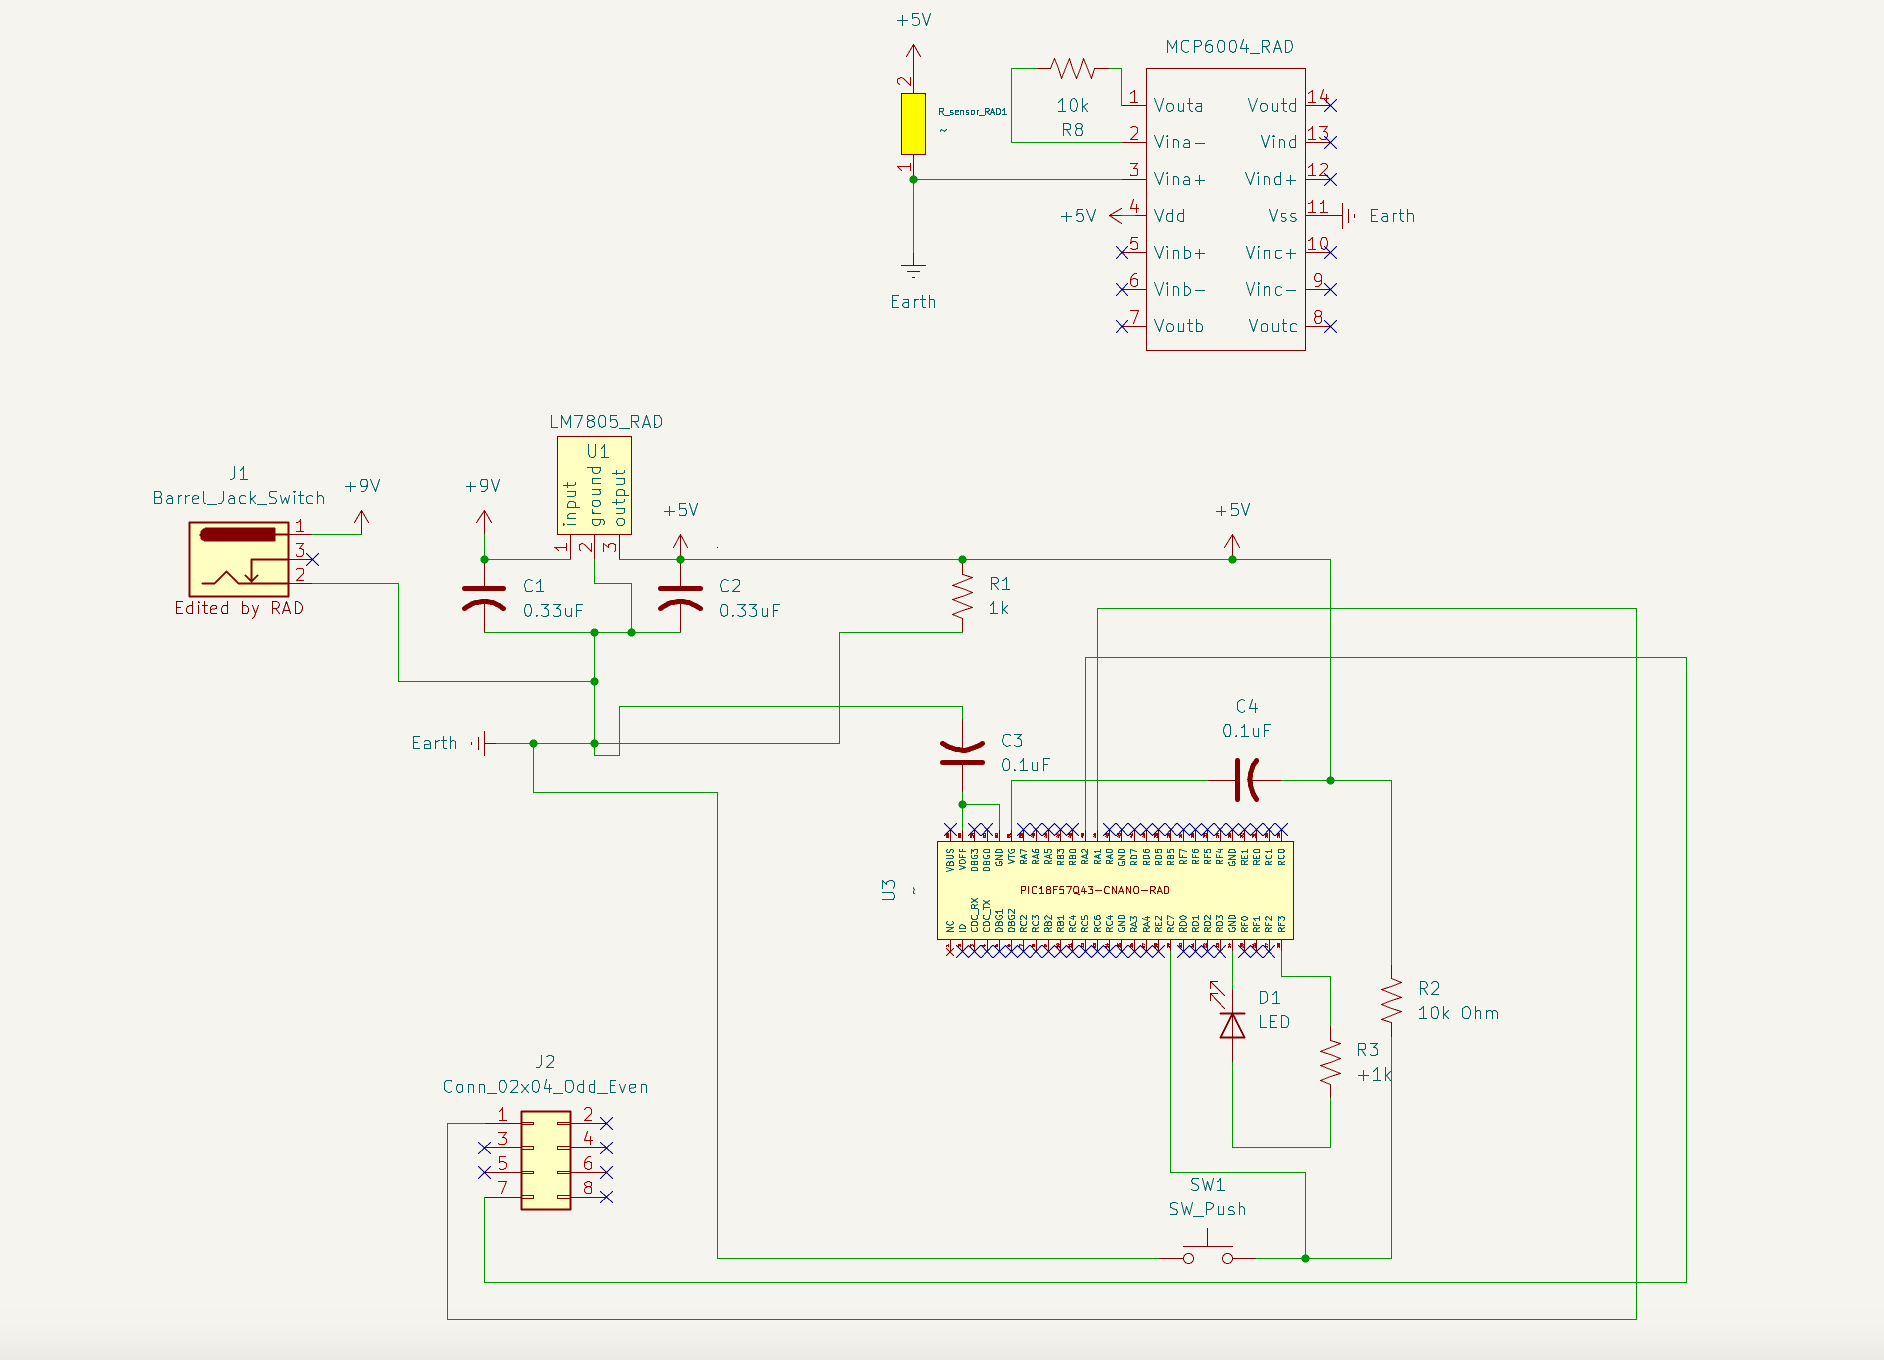 +5V
MCP6004_RAD
2
R_sensor_RAD1
~
1
10k
R8
1 Vouta Voutd 14
2 Vina- Vind 13
3 Vina+ Vind+ 12
+5V 4 Vdd Vss 11 Earth
5 Vinb+ Vinc+ 10
6 Vinb- Vinc- 9
7 Voutb Voutc 8
Earth
LM7805_RAD
U1
input ground output
1 2 3
J1
Barrel_Jack_Switch
+9V
1
3
2
Edited by RAD
+9V
+5V
+5V
C1
0.33uF
C2
0.33uF
R1
1k
Earth
C3
0.1uF
C4
0.1uF
VBUS VOFF DBG3 DBG0 GND VTG RA7 RA6 RA5 RB3 RB0 RA2 RA1 RA0 GND RD7 RD6 RD5 RB5 RF7 RF6 RF5 RF4 GND RE1 RE0 RC1 RC0
U3
~
PIC18F57Q43-CNANO-RAD
NC ID CDC_RX CDC_TX DBG1 DBG2 RC2 RC3 RB2 RB1 RC4 RC5 RC6 RC4 GND RA3 RA4 RE2 RC7 RD0 RD1 RD2 RD3 GND RF0 RF1 RF2 RF3
D1
LED
R2
10k Ohm
R3
+1k
J2
Conn_02x04_Odd_Even
1 2
3 4
5 6
7 8
SW1
SW_Push